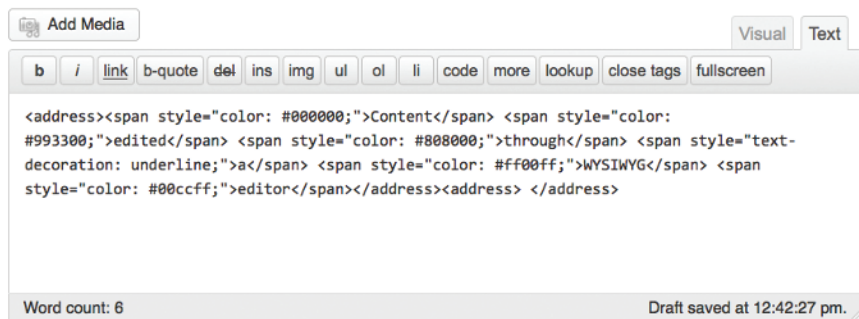 Add Media
Visual Text
b i link b-quote del ins img ul ol li code more lookup close tags fullscreen
<address><span style="color: #000000;">Content</span> <span style="color:
#993300;">edited</span> <span style="color: #808000;">through</span> <span style="text-
decoration: underline;">a</span> <span style="color: #ff00ff;">WYSIWYG</span> <span
style="color: #00ccff;">editor</span></address><address> </address>
Word count: 6 Draft saved at 12:42:27 pm.